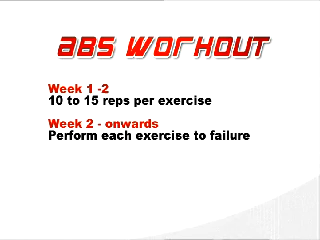 ABS WORKOUT
Week 1 -2
10 to 15 reps per exercise
Week 2 - onwards
Perform each exercise to failure